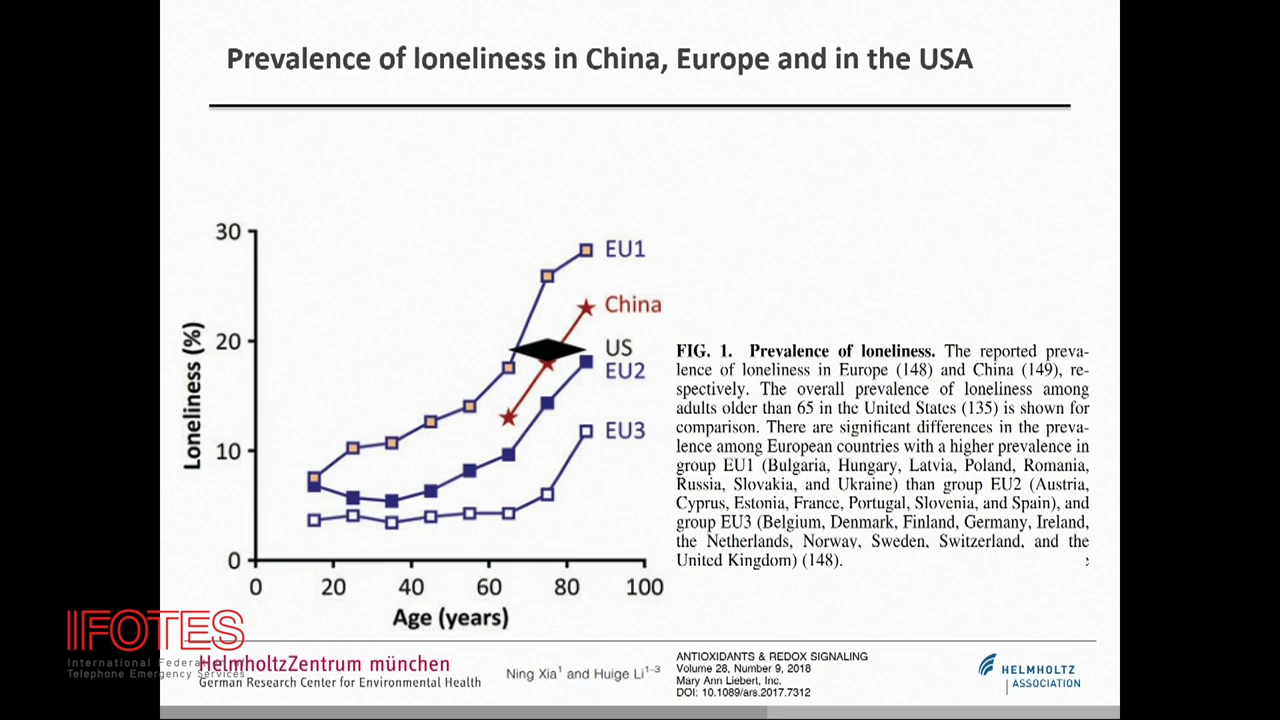 Prevalence of loneliness in China, Europe and in the USA
30
20
10
0
Loneliness (%)
0 20 40 60 80 100
Age (years)
EU1
China
US
EU2
EU3
FIG. 1. Prevalence of loneliness. The reported preva-
lence of loneliness in Europe (148) and China (149), re-
spectively. The overall prevalence of loneliness among
adults older than 65 in the United States (135) is shown for
comparison. There are significant differences in the preva-
lence among European countries with a higher prevalence in
group EU1 (Bulgaria, Hungary, Latvia, Poland, Romania,
Russia, Slovakia, and Ukraine) than group EU2 (Austria,
Cyprus, Estonia, France, Portugal, Slovenia, and Spain), and
group EU3 (Belgium, Denmark, Finland, Germany, Ireland,
the Netherlands, Norway, Sweden, Switzerland, and the
United Kingdom) (148).
IFOTES
International Federation of
Telephone Emergency Services
HelmholtzZentrum münchen
German Research Center for Environmental Health
Ning Xia1 and Huige Li1–3
ANTIOXIDANTS & REDOX SIGNALING
Volume 28, Number 9, 2018
Mary Ann Liebert, Inc.
DOI: 10.1089/ars.2017.7312
HELMHOLTZ
ASSOCIATION